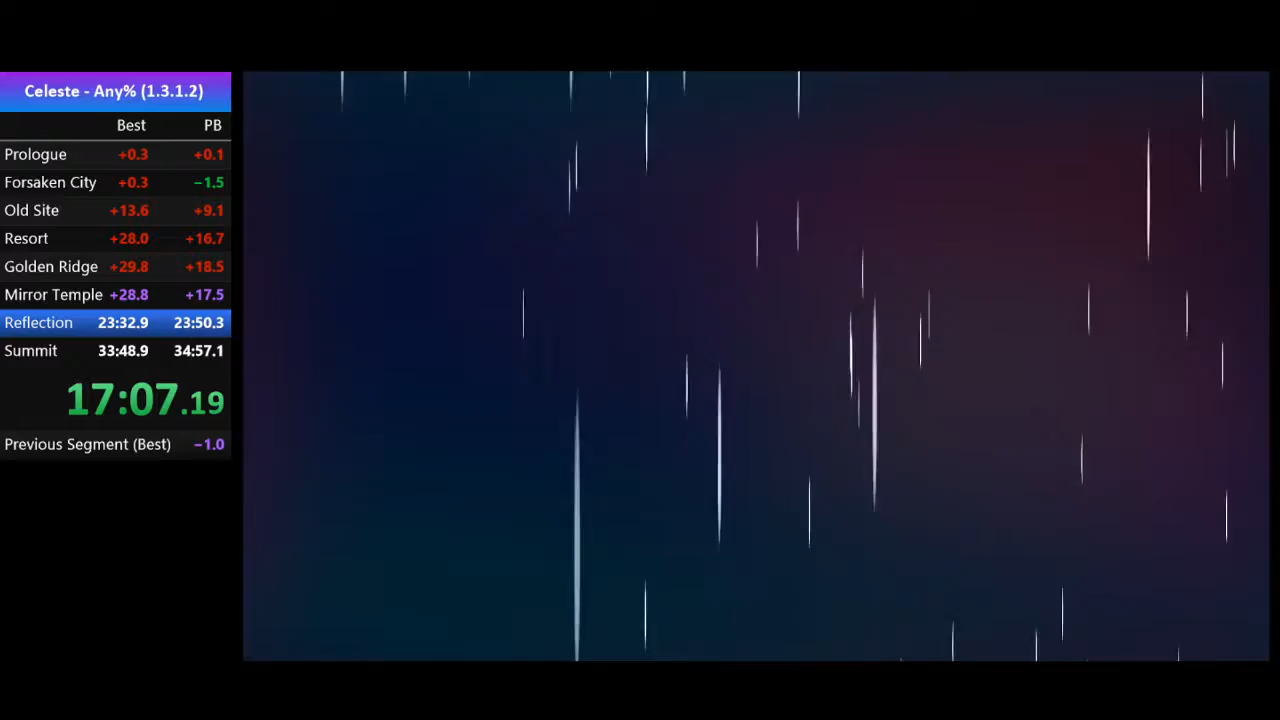 Celeste - Any% (1.3.1.2)
Best PB
Prologue +0.3 +0.1
Forsaken City +0.3 −1.5
Old Site +13.6 +9.1
Resort +28.0 +16.7
Golden Ridge +29.8 +18.5
Mirror Temple +28.8 +17.5
Reflection 23:32.9 23:50.3
Summit 33:48.9 34:57.1
17:07.19
Previous Segment (Best) −1.0